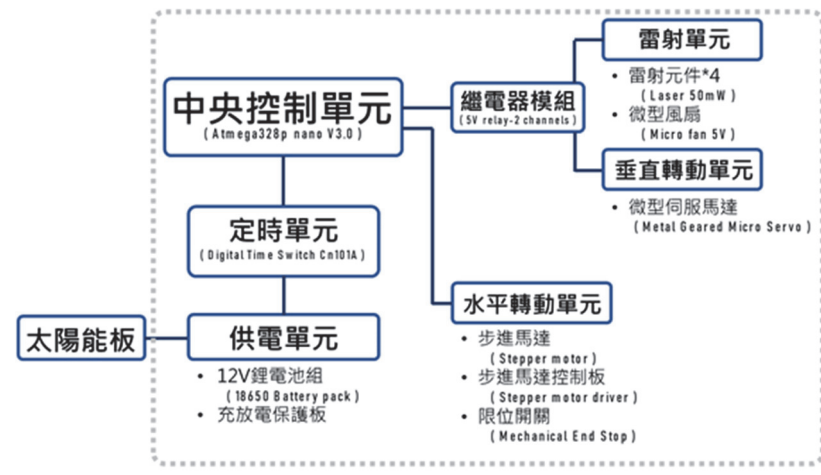 雷射單元
• 雷射元件*4
( Laser 50mW )
• 微型風扇
( Micro fan 5V )
中央控制單元
( Atmega328p nano V3.0 )
繼電器模組
( 5V relay-2 channels )
垂直轉動單元
• 微型伺服馬達
( Metal Geared Micro Servo )
定時單元
( Digital Time Switch Cn101A )
水平轉動單元
• 步進馬達
( Stepper motor )
• 步進馬達控制板
( Stepper motor driver )
• 限位開關
( Mechanical End Stop )
太陽能板
供電單元
• 12V鋰電池組
( 18650 Battery pack )
• 充放電保護板